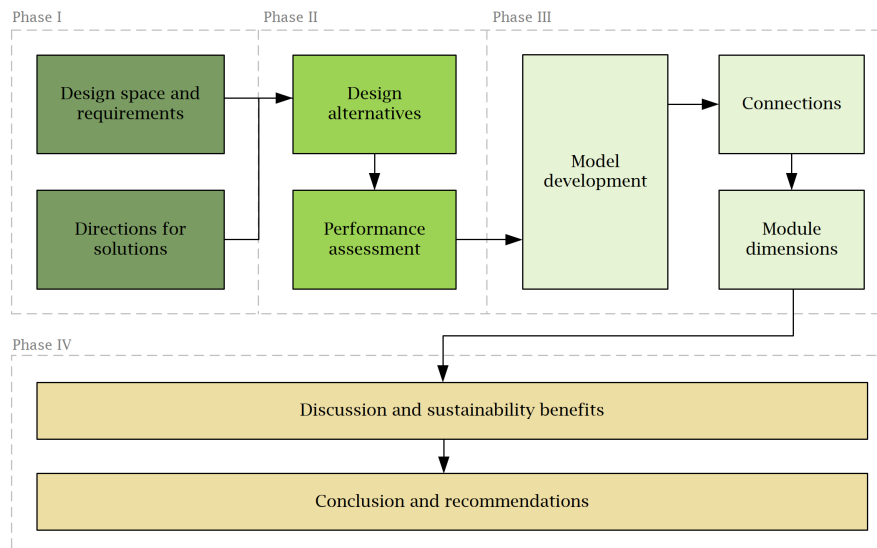 Phase I
Phase II
Phase III
Design space and
requirements
Directions for
solutions
Design
alternatives
Performance
assessment
Model
development
Connections
Module
dimensions
Phase IV
Discussion and sustainability benefits
Conclusion and recommendations